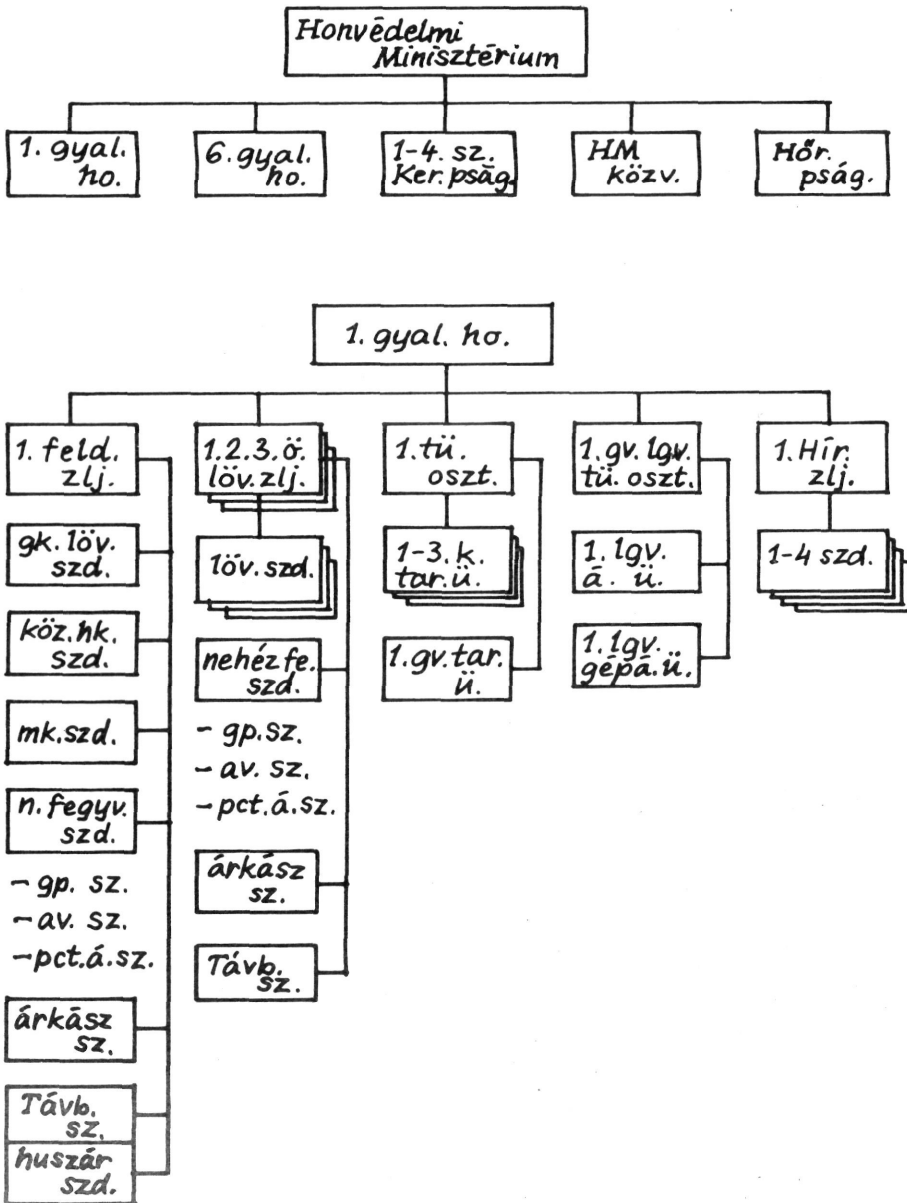 Honvédelmi
Minisztérium
1. gyal.
ho.
6. gyal.
ho.
1-4. sz.
Ker. pság.
HM
közv.
Hőr.
pság.
1. gyal. ho.
1. feld.
zlj.
gk. löv.
szd.
köz. hk.
szd.
mk. szd.
n. fegyv.
szd.
- gp. sz.
- av. sz.
- pct. á. sz.
árkász
sz.
Távb.
sz.
huszár
szd.
1. 2. 3. ö.
löv. zlj.
löv. szd.
nehéz fe.
szd.
- gp. sz.
- av. sz.
- pct. á. sz.
árkász
sz.
Távb.
sz.
1. tü.
oszt.
1-3. k.
tar. ü.
1. gv. tar.
ü.
1. gv. lgv.
tü. oszt.
1. lgv.
á. ü.
1. lgv.
gépá. ü.
1. Hír.
zlj.
1-4 szd.